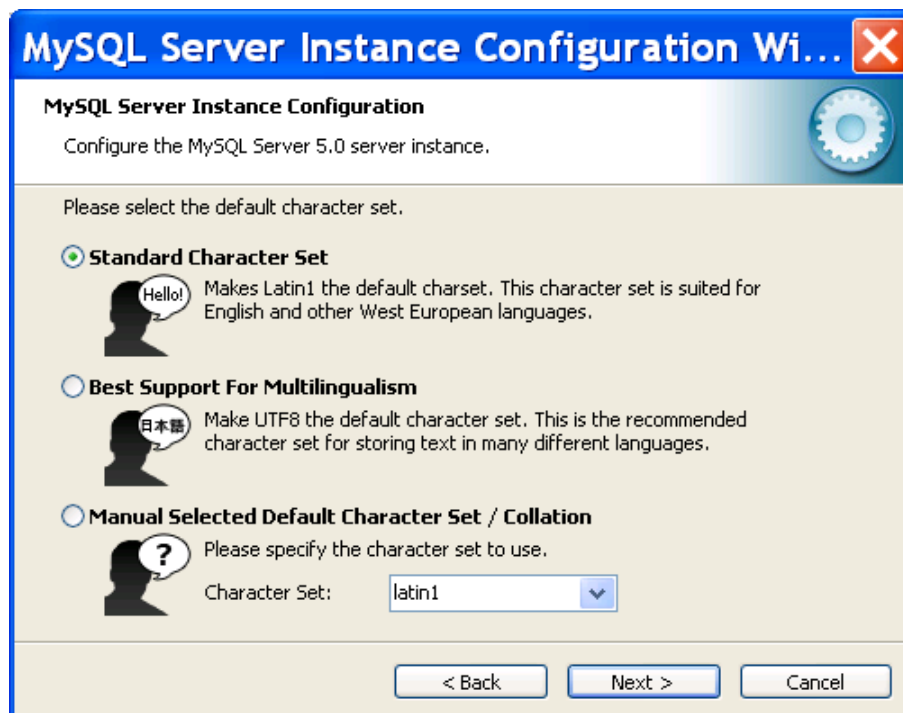 MySQL Server Instance Configuration Wi...
MySQL Server Instance Configuration
Configure the MySQL Server 5.0 server instance.
Please select the default character set.
Standard Character Set
Hello!
Makes Latin1 the default charset. This character set is suited for
English and other West European languages.
Best Support For Multilingualism
日本語
Make UTF8 the default character set. This is the recommended
character set for storing text in many different languages.
Manual Selected Default Character Set / Collation
?
Please specify the character set to use.
Character Set: latin1
< Back Next > Cancel